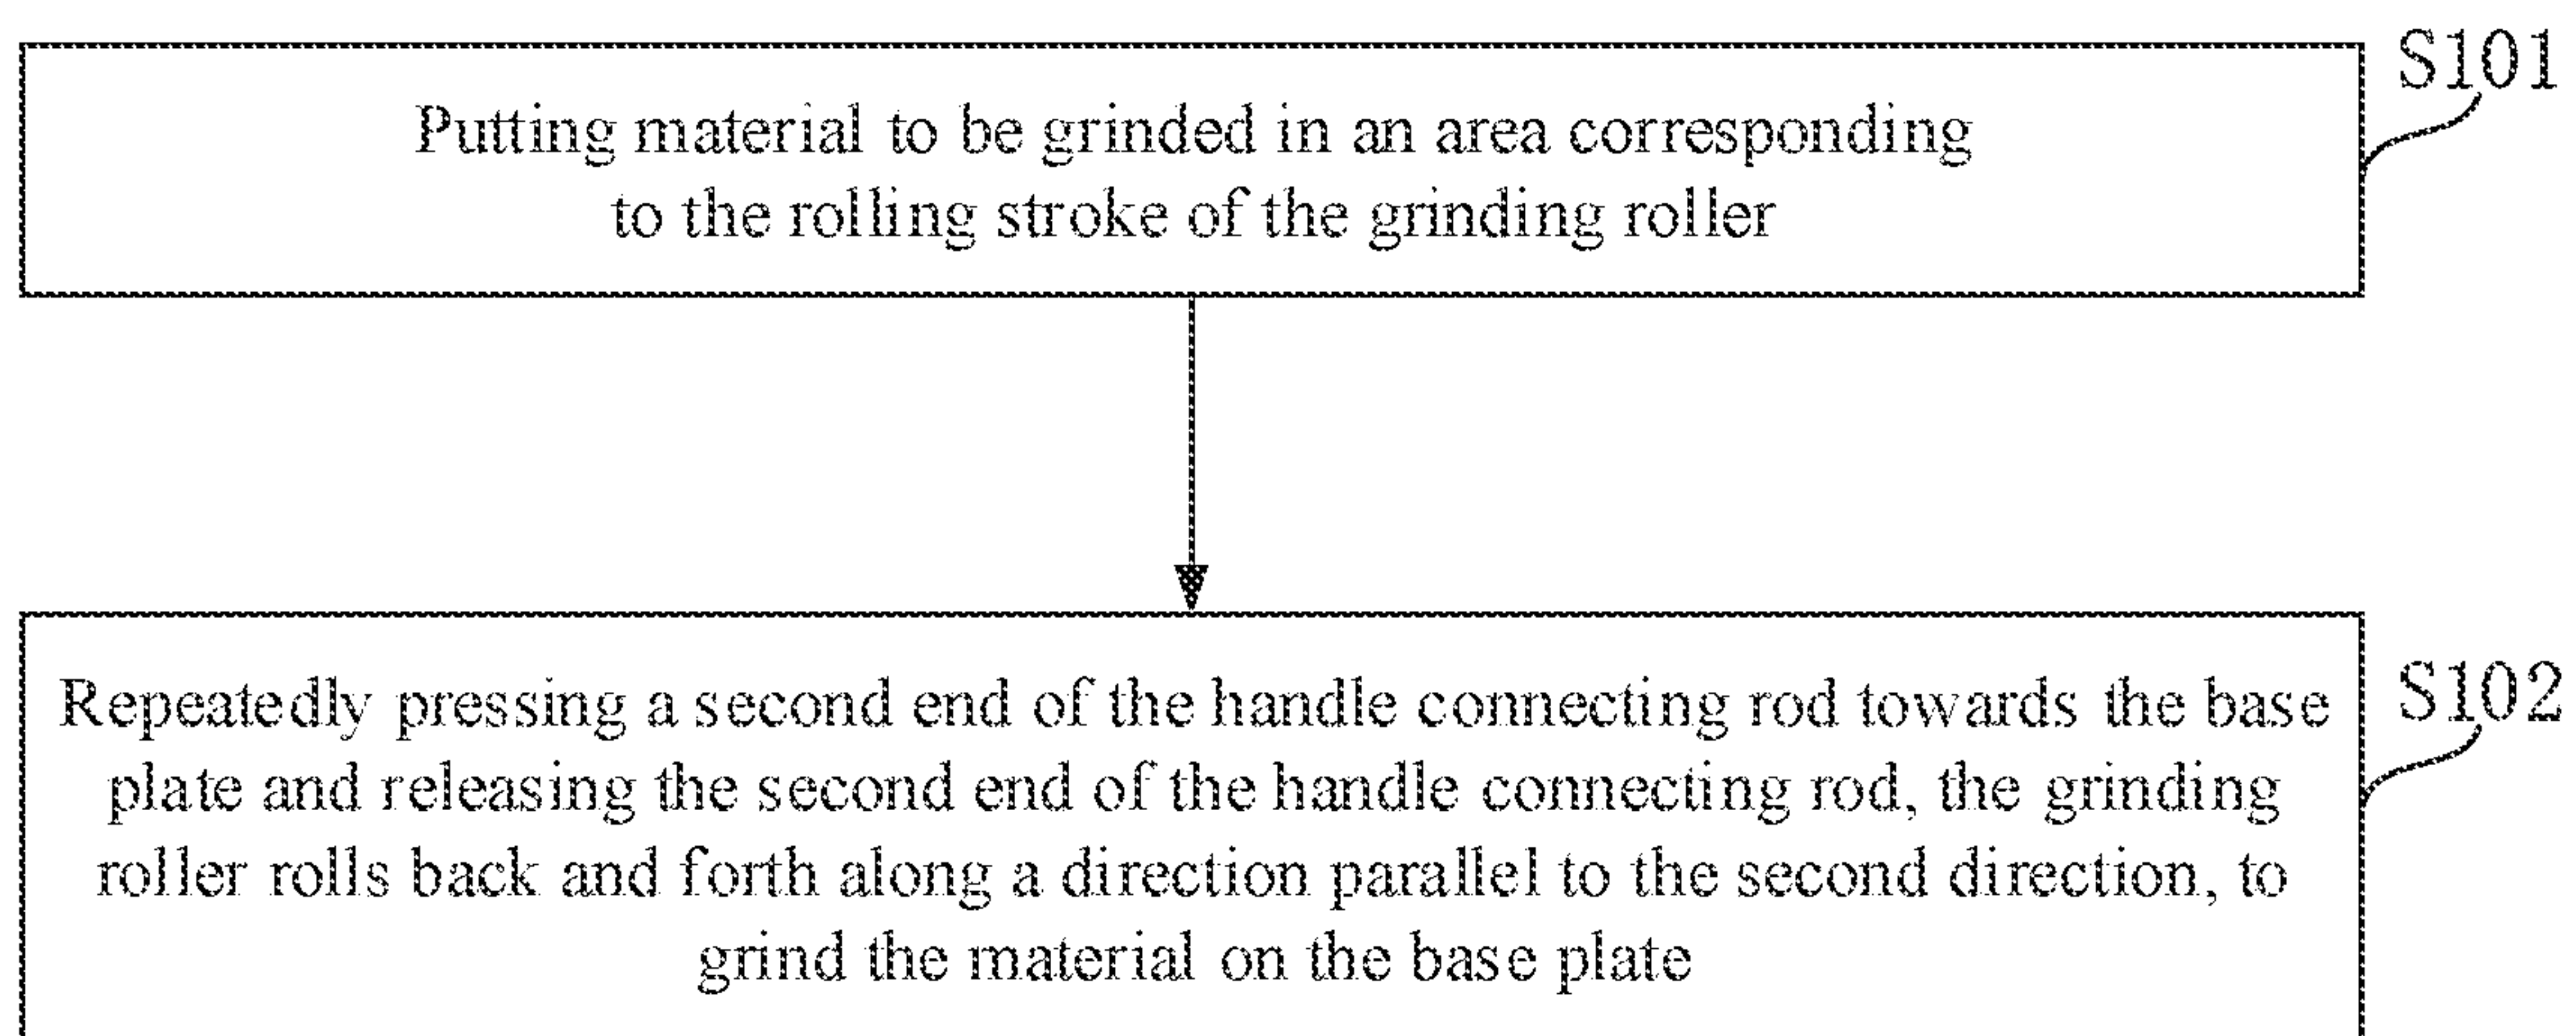 S101
Putting material to be grinded in an area corresponding
to the rolling stroke of the grinding roller
S102
Repeatedly pressing a second end of the handle connecting rod towards the base
plate and releasing the second end of the handle connecting rod, the grinding
roller rolls back and forth along a direction parallel to the second direction, to
grind the material on the base plate